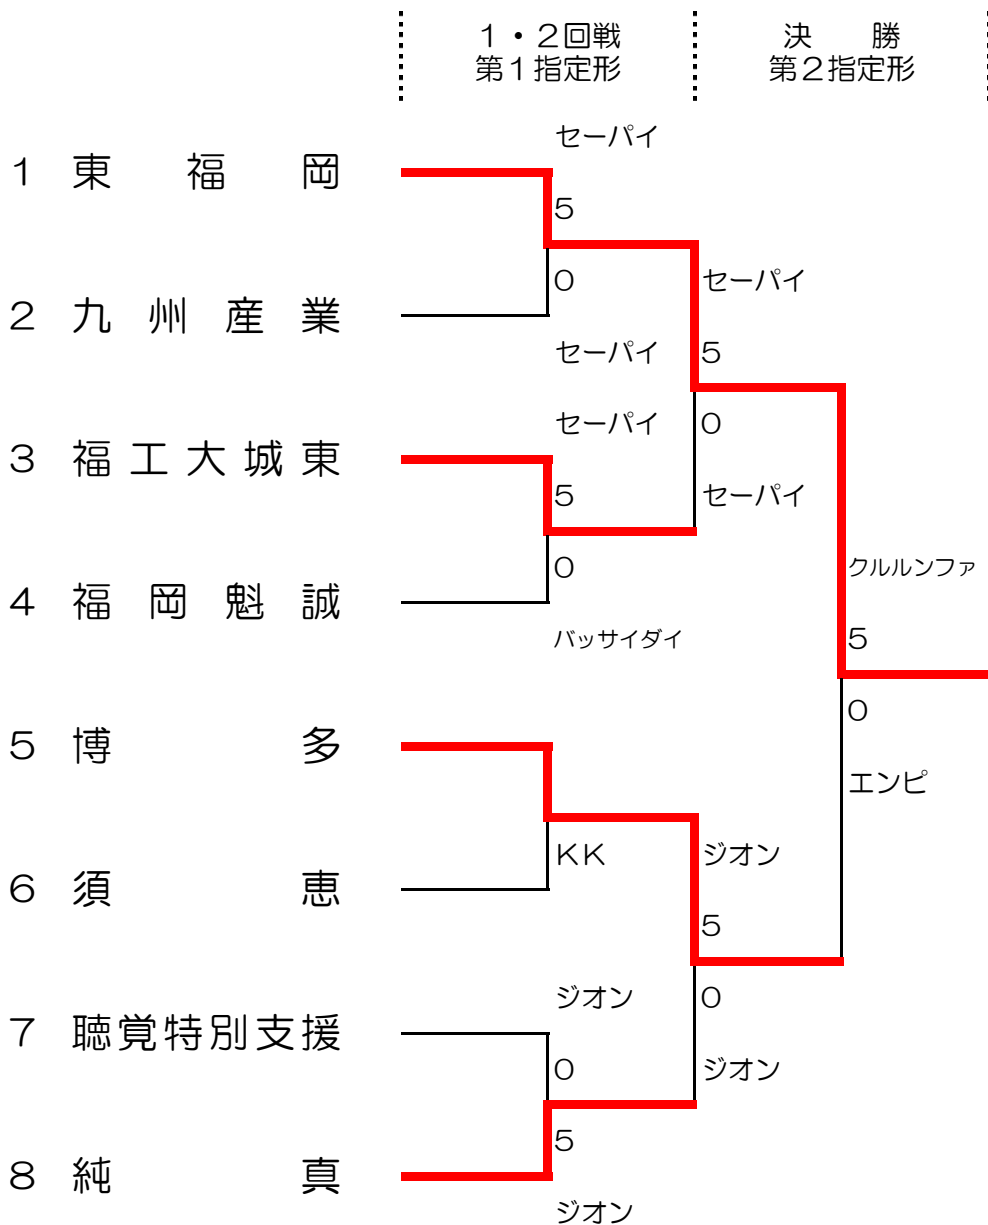 １・２回戦
第１指定形
決　勝
第２指定形
セーパイ
1 東福岡
5
0
セーパイ
2 九州産業
セーパイ
5
セーパイ
0
3 福工大城東
5
セーパイ
0
クルルンファ
4 福岡魁誠
バッサイダイ
5
0
5 博多
エンピ
KK
ジオン
6 須恵
5
ジオン
0
7 聴覚特別支援
0
ジオン
5
8 純真
ジオン